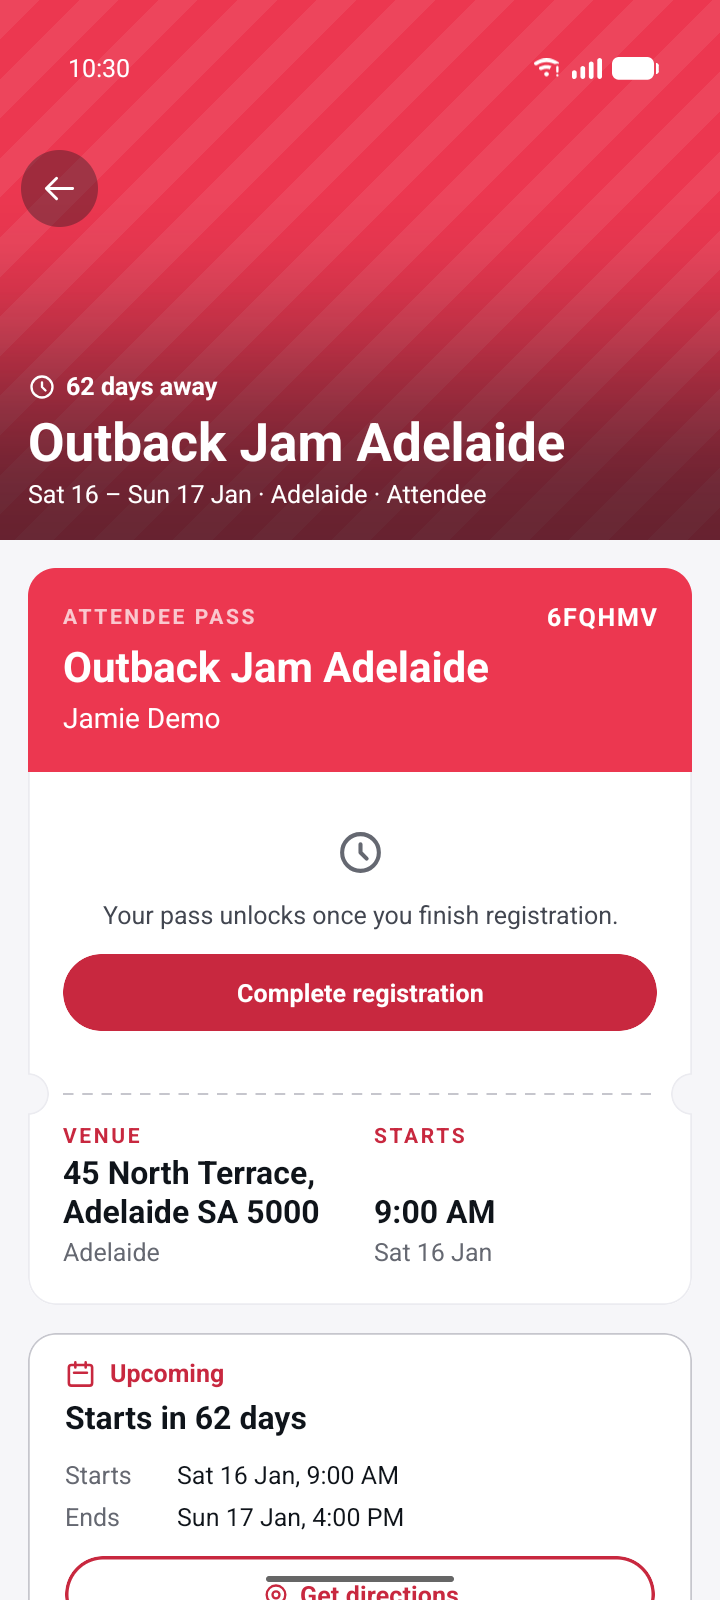 10:30
62 days away
Outback Jam Adelaide
Sat 16 – Sun 17 Jan · Adelaide · Attendee
ATTENDEE PASS
6FQHMV
Outback Jam Adelaide
Jamie Demo
Your pass unlocks once you finish registration.
Complete registration
VENUE
45 North Terrace,
Adelaide SA 5000
Adelaide
STARTS
9:00 AM
Sat 16 Jan
Upcoming
Starts in 62 days
Starts Sat 16 Jan, 9:00 AM
Ends Sun 17 Jan, 4:00 PM
Get directions